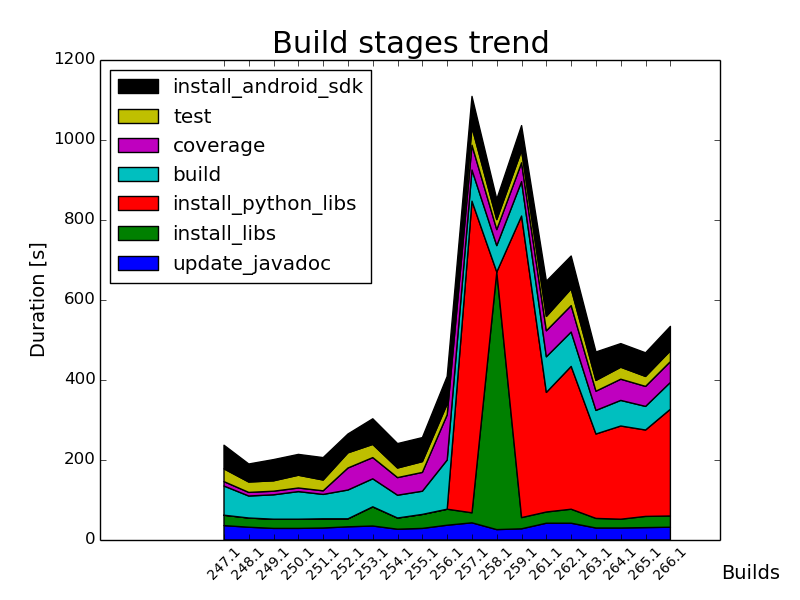 Build stages trend
1200
1000
800
600
400
200
0
Duration [s]
install_android_sdk
test
coverage
build
install_python_libs
install_libs
update_javadoc
247.1
248.1
249.1
250.1
251.1
252.1
253.1
254.1
255.1
256.1
257.1
258.1
259.1
261.1
262.1
263.1
264.1
265.1
266.1
Builds